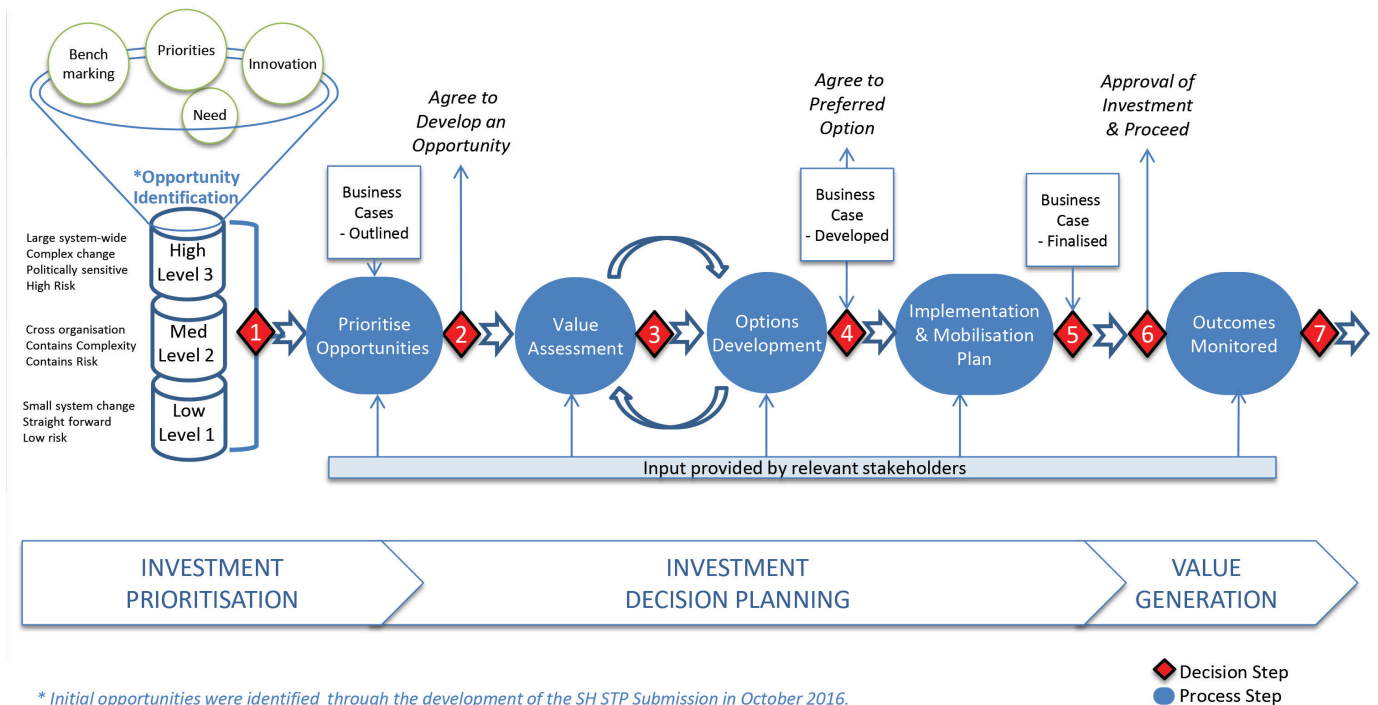 Bench
marking
Priorities
Innovation
Need
*Opportunity
Identification
Large system-wide
Complex change
Politically sensitive
High Risk
High
Level 3
Cross organisation
Contains Complexity
Contains Risk
Med
Level 2
Small system change
Straight forward
Low risk
Low
Level 1
1
Business
Cases
- Outlined
Prioritise
Opportunities
Agree to
Develop an
Opportunity
2
Value
Assessment
3
Options
Development
Agree to
Preferred
Option
Business
Case
- Developed
4
Implementation
& Mobilisation
Plan
Business
Case
- Finalised
5
Approval of
Investment
& Proceed
6
Outcomes
Monitored
7
Input provided by relevant stakeholders
INVESTMENT
PRIORITISATION
INVESTMENT
DECISION PLANNING
VALUE
GENERATION
Decision Step
Process Step
* Initial opportunities were identified through the development of the SH STP Submission in October 2016.